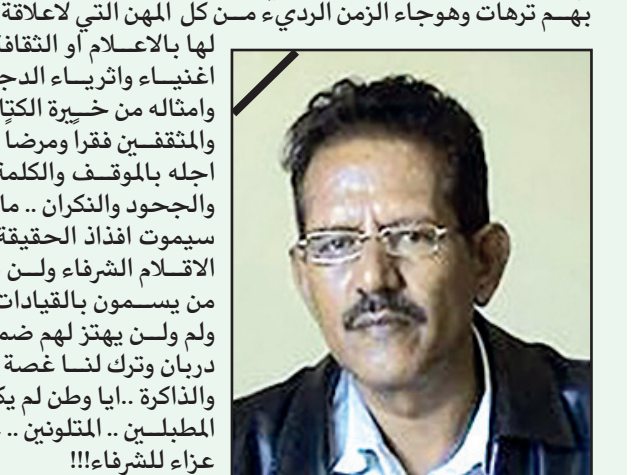 بهم ترهات وهوجاء الزمن الرديء من كل المهن التي لاعلاقة
لها بالاعلام او الثقاف
اغنياء واثرياء الدج
وامثاله من خيرة الكتا
والمثقفين فقراً ومرضا
اجله بالموقف والكلمة
والجحود والنكران .. ما
سيموت افذاذ الحقيقة
الاقلام الشرفاء ولن
من يسمون بالقيادات
ولم ولن يهتز لهم ضم
دربان وترك لنا غصة
والذاكرة ..ايا وطن لم يك
المطبلين .. المتلونين ..
عزاء للشرفاء!!!